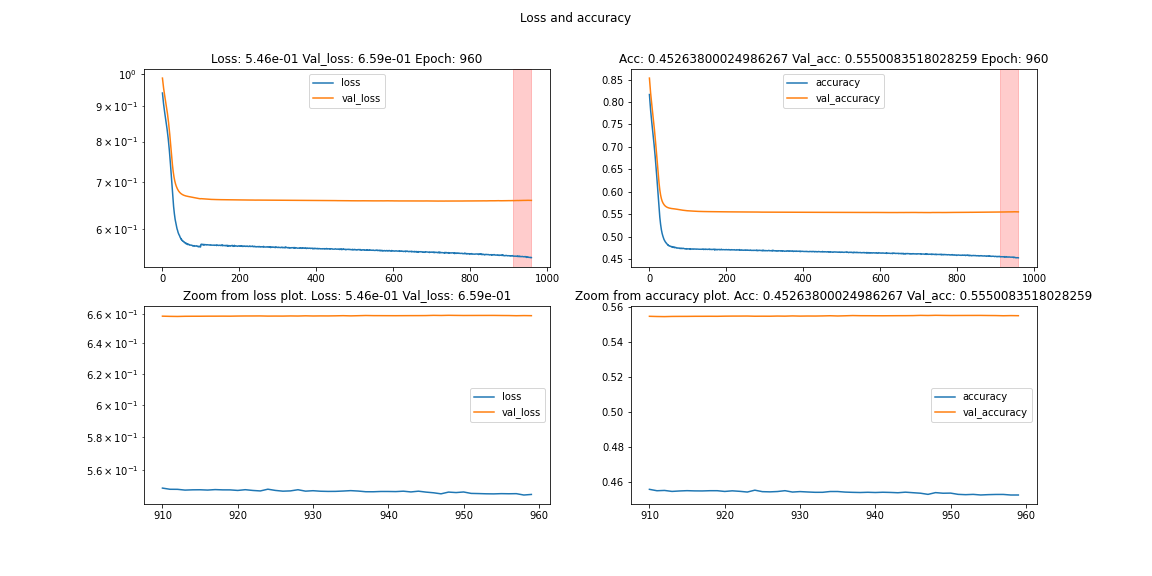 Loss and accuracy
Loss: 5.46e-01 Val_loss: 6.59e-01 Epoch: 960
10⁰
9 × 10⁻¹
8 × 10⁻¹
7 × 10⁻¹
6 × 10⁻¹
loss
val_loss
0 200 400 600 800 1000
Acc: 0.45263800024986267 Val_acc: 0.5550083518028259 Epoch: 960
0.85
0.80
0.75
0.70
0.65
0.60
0.55
0.50
0.45
accuracy
val_accuracy
0 200 400 600 800 1000
Zoom from loss plot. Loss: 5.46e-01 Val_loss: 6.59e-01
6.6 × 10⁻¹
6.4 × 10⁻¹
6.2 × 10⁻¹
6 × 10⁻¹
5.8 × 10⁻¹
5.6 × 10⁻¹
loss
val_loss
910 920 930 940 950 960
Zoom from accuracy plot. Acc: 0.45263800024986267 Val_acc: 0.5550083518028259
0.56
0.54
0.52
0.50
0.48
0.46
accuracy
val_accuracy
910 920 930 940 950 960